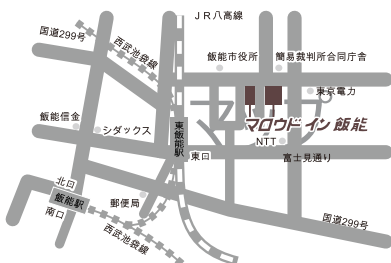 JR八高線
国道299号
西武池袋線
飯能市役所
簡易裁判所合同庁舎
東京電力
マロウドイン飯能
飯能信金
シダックス
東飯能駅
NTT
東口
富士見通り
北口
飯能駅
南口
郵便局
国道299号
西武池袋線